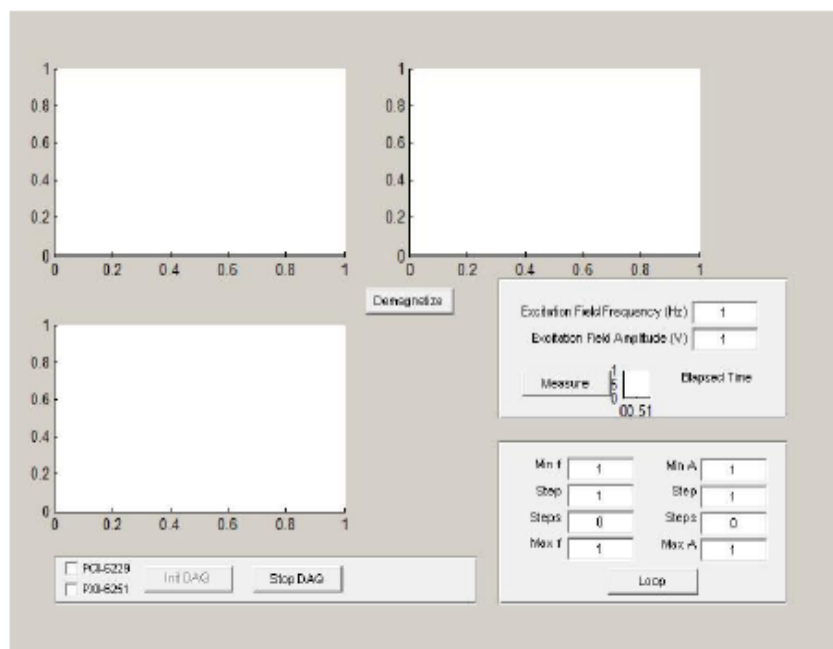 1
0.8
0.6
0.4
0.2
0
0 0.2 0.4 0.6 0.8 1
1
0.8
0.6
0.4
0.2
0
0 0.2 0.4 0.6 0.8 1
Demagnetize
Excitation Field Frequency (Hz) 1
Excitation Field Amplitude (V) 1
Measure
1
5
0
00.51
Elapsed Time
1
0.8
0.6
0.4
0.2
0
0 0.2 0.4 0.6 0.8 1
Min f 1 Min A 1
Step 1 Step 1
Steps 0 Steps 0
Max f 1 Max A 1
Loop
PCI-6229
PXI-6251
Init DAQ
Stop DAQ